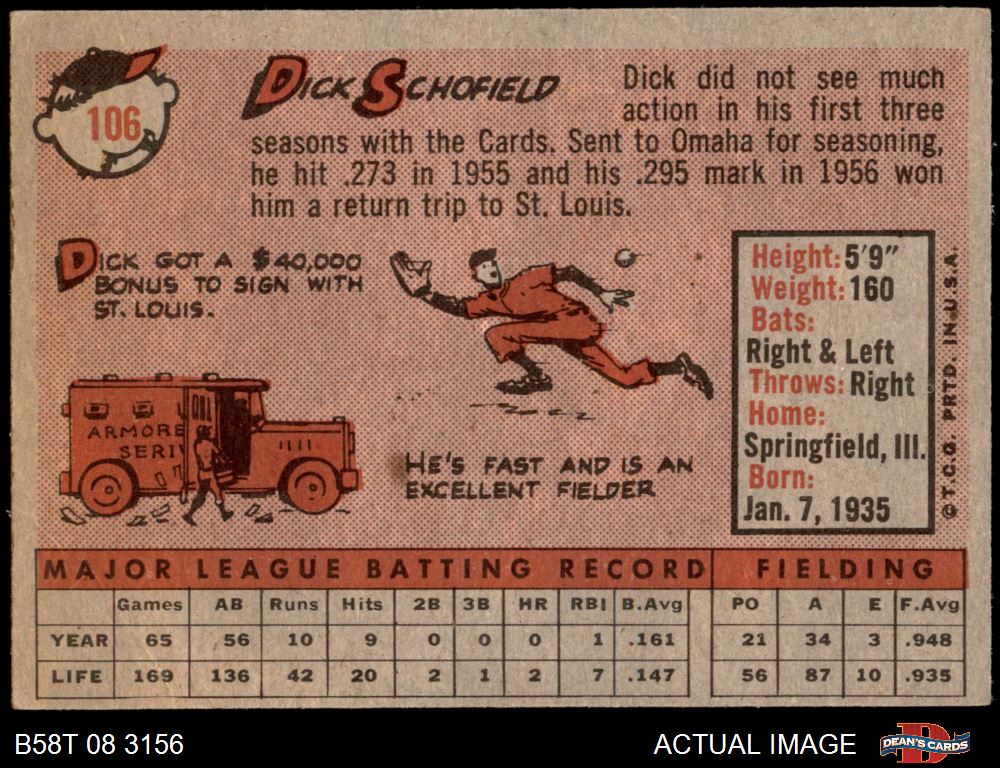 106
DICK SCHOFIELD
Dick did not see much
action in his first three
seasons with the Cards. Sent to Omaha for seasoning,
he hit .273 in 1955 and his .295 mark in 1956 won
him a return trip to St. Louis.
DICK GOT A $40,000
BONUS TO SIGN WITH
ST. LOUIS.
ARMORE
SERI
HE'S FAST AND IS AN
EXCELLENT FIELDER
Height: 5'9"
Weight: 160
Bats:
Right & Left
Throws: Right
Home:
Springfield, Ill.
Born:
Jan. 7, 1935
© T.C.G. PRTD. IN U.S.A.
MAJOR LEAGUE BATTING RECORD FIELDING
Games AB Runs Hits 2B 3B HR RBI B.Avg PO A E F.Avg
YEAR 65 56 10 9 0 0 0 1 .161 21 34 3 .948
LIFE 169 136 42 20 2 1 2 7 .147 56 87 10 .935
B58T 08 3156 ACTUAL IMAGE DEAN'S CARDS